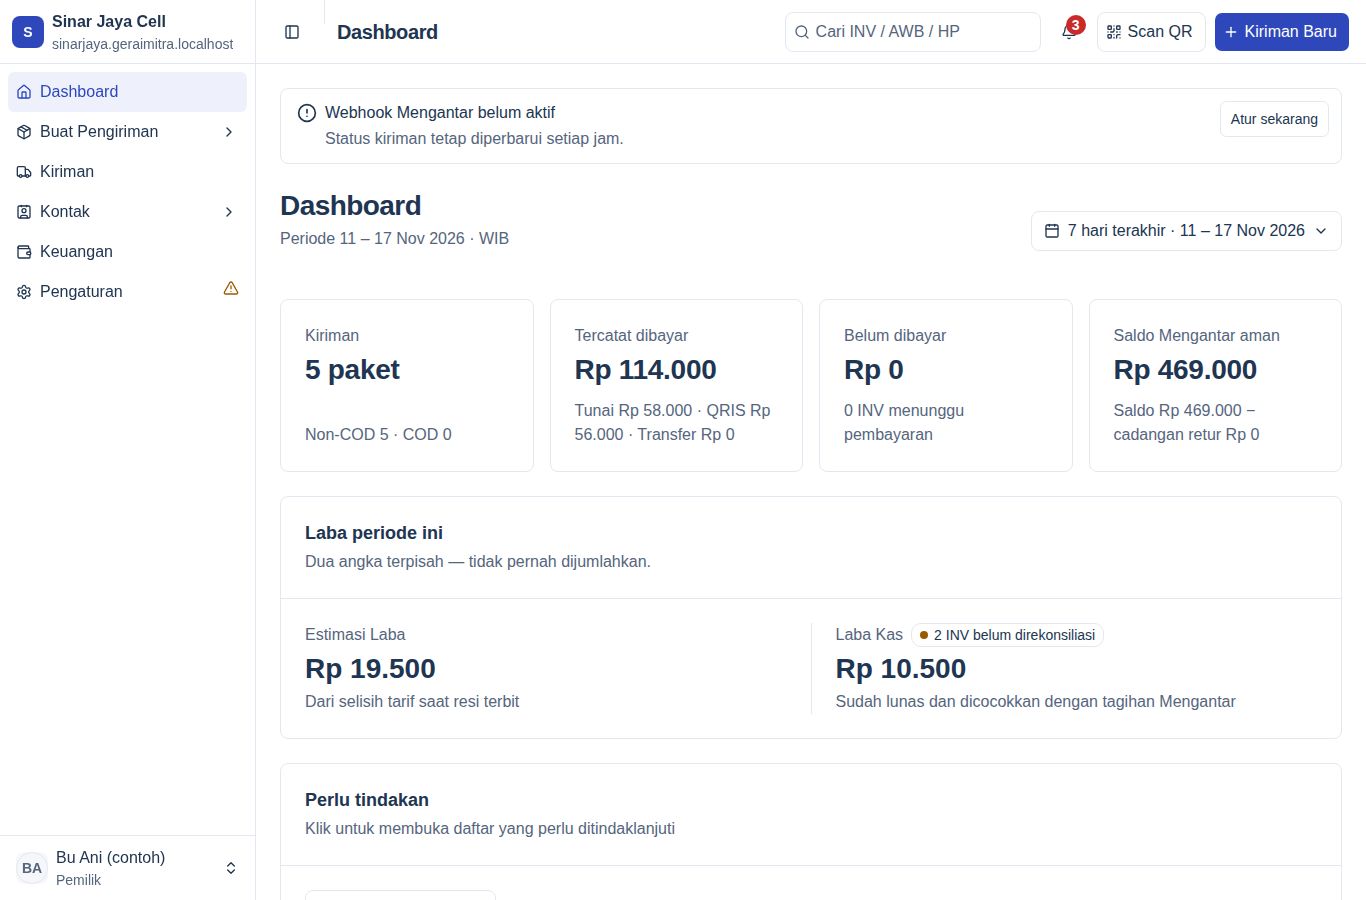 S
Sinar Jaya Cell
sinarjaya.geraimitra.localhost
Dashboard
Buat Pengiriman
Kiriman
Kontak
Keuangan
Pengaturan
BA
Bu Ani (contoh)
Pemilik
Dashboard
Cari INV / AWB / HP
3
Scan QR
Kiriman Baru
Webhook Mengantar belum aktif
Status kiriman tetap diperbarui setiap jam.
Atur sekarang
Dashboard
Periode 11 – 17 Nov 2026 · WIB
7 hari terakhir · 11 – 17 Nov 2026
Kiriman
5 paket
Non-COD 5 · COD 0
Tercatat dibayar
Rp 114.000
Tunai Rp 58.000 · QRIS Rp
56.000 · Transfer Rp 0
Belum dibayar
Rp 0
0 INV menunggu
pembayaran
Saldo Mengantar aman
Rp 469.000
Saldo Rp 469.000 −
cadangan retur Rp 0
Laba periode ini
Dua angka terpisah — tidak pernah dijumlahkan.
Estimasi Laba
Rp 19.500
Dari selisih tarif saat resi terbit
Laba Kas
2 INV belum direkonsiliasi
Rp 10.500
Sudah lunas dan dicocokkan dengan tagihan Mengantar
Perlu tindakan
Klik untuk membuka daftar yang perlu ditindaklanjuti